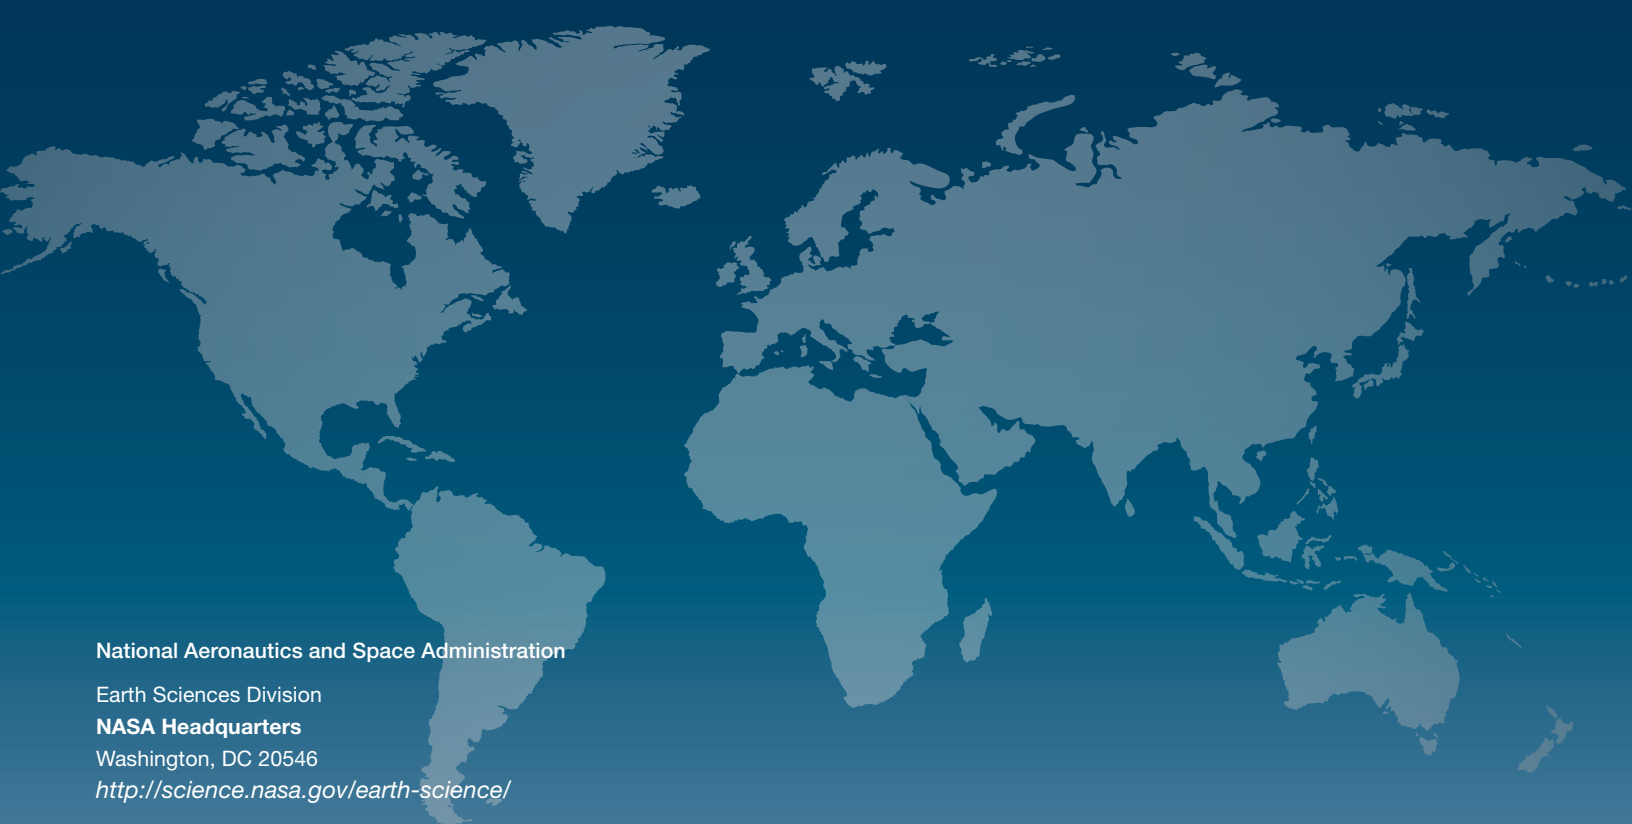 National Aeronautics and Space Administration
Earth Sciences Division
NASA Headquarters
Washington, DC 20546
http://science.nasa.gov/earth-science/